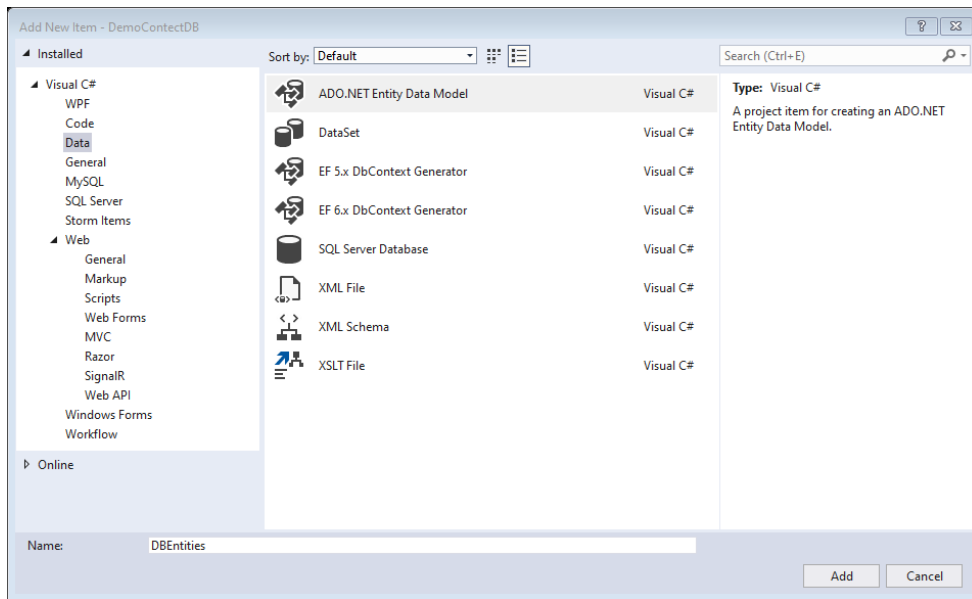 Add New Item - DemoContectDB
Installed
Sort by: Default
Search (Ctrl+E)
Visual C#
WPF
Code
Data
General
MySQL
SQL Server
Storm Items
Web
General
Markup
Scripts
Web Forms
MVC
Razor
SignalR
Web API
Windows Forms
Workflow
Online
ADO.NET Entity Data Model Visual C#
DataSet Visual C#
EF 5.x DbContext Generator Visual C#
EF 6.x DbContext Generator Visual C#
SQL Server Database Visual C#
XML File Visual C#
XML Schema Visual C#
XSLT File Visual C#
Type: Visual C#
A project item for creating an ADO.NET
Entity Data Model.
Name: DBEntities
Add Cancel